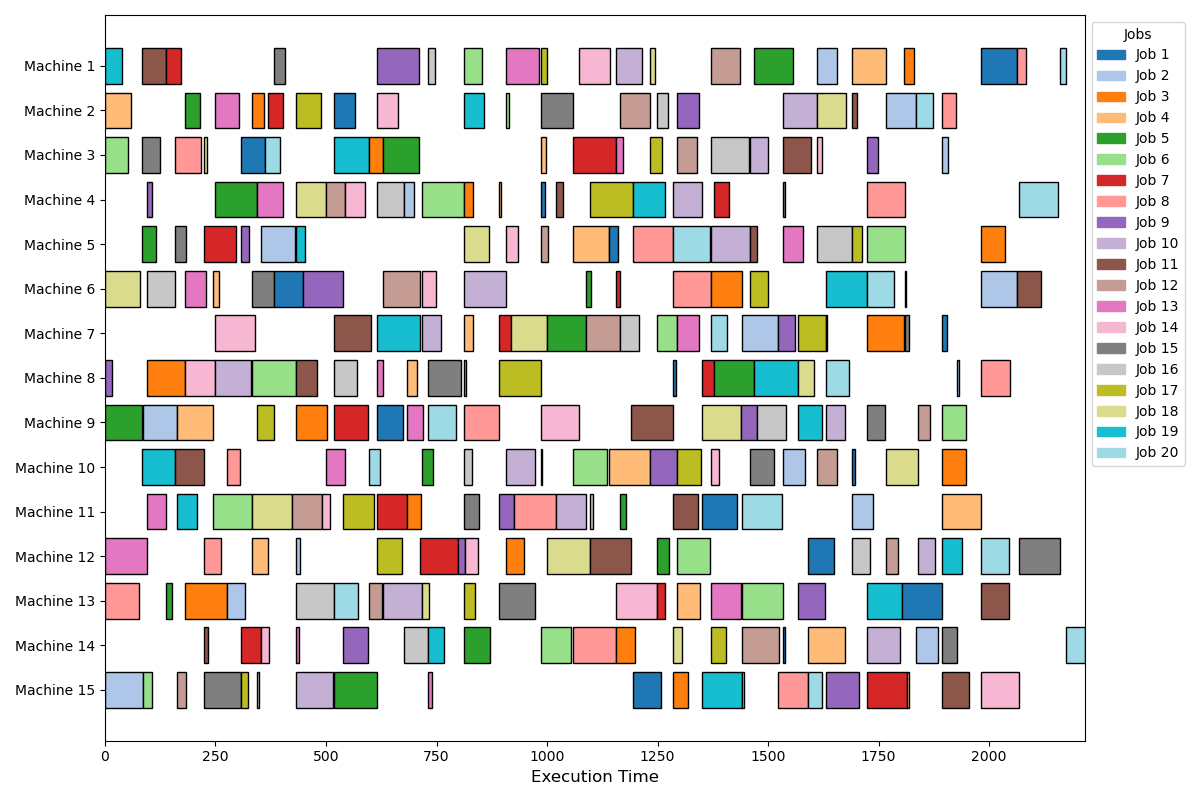 Machine 1
Machine 2
Machine 3
Machine 4
Machine 5
Machine 6
Machine 7
Machine 8
Machine 9
Machine 10
Machine 11
Machine 12
Machine 13
Machine 14
Machine 15
0 250 500 750 1000 1250 1500 1750 2000
Execution Time
Jobs
Job 1
Job 2
Job 3
Job 4
Job 5
Job 6
Job 7
Job 8
Job 9
Job 10
Job 11
Job 12
Job 13
Job 14
Job 15
Job 16
Job 17
Job 18
Job 19
Job 20